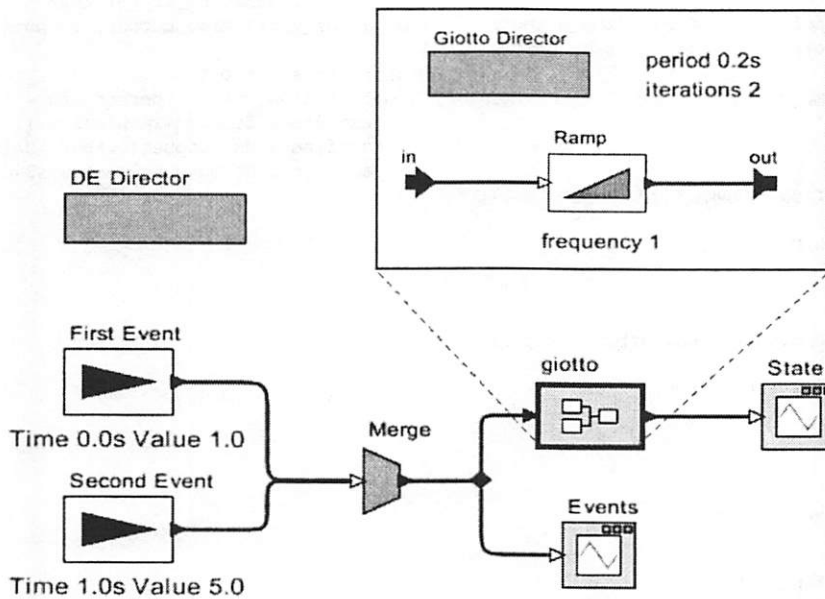 Giotto Director
period 0.2s
iterations 2
Ramp
in
out
frequency 1
DE Director
First Event
Time 0.0s Value 1.0
Second Event
Time 1.0s Value 5.0
Merge
giotto
State
Events